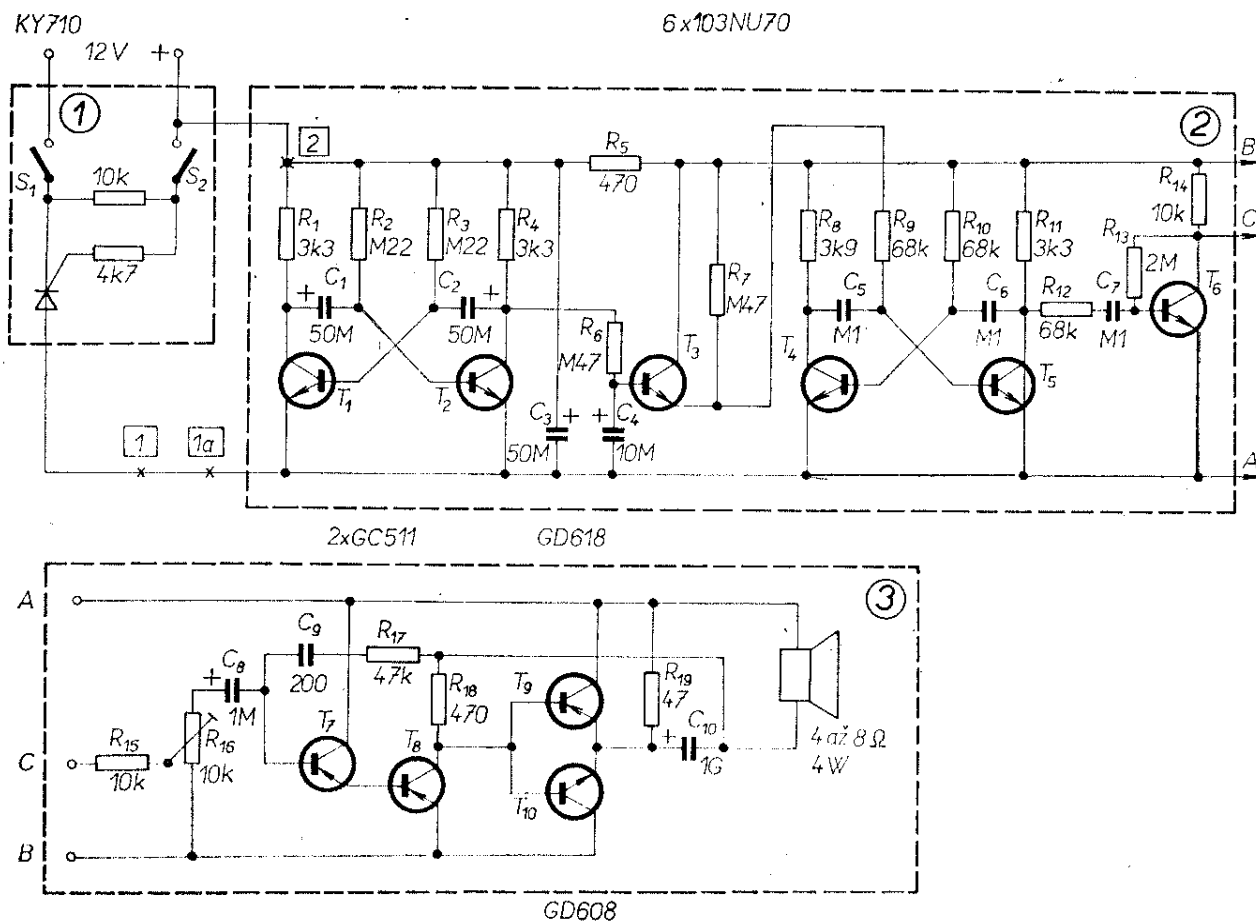 KY710
6x103NU70
12V +
1
2
S1
10k
S2
4k7
2
R5
470
R1
3k3
R2
M22
R3
M22
R4
3k3
C1
+
50M
C2
+
50M
R6
M47
T1
T2
T3
C3
+
50M
C4
+
10M
R7
M47
R8
3k9
R9
68k
R10
68k
R11
3k3
C5
M1
C6
M1
R12
68k
C7
M1
R13
2M
R14
10k
T4
T5
T6
B
C
A
1
1a
2xGC511
GD618
3
A
C9
200
R17
47k
C8
+
1M
R18
470
T9
R19
47
C10
+
1G
4 až 8 Ω
4W
R15
10k
R16
10k
T7
T8
T10
C
B
GD608